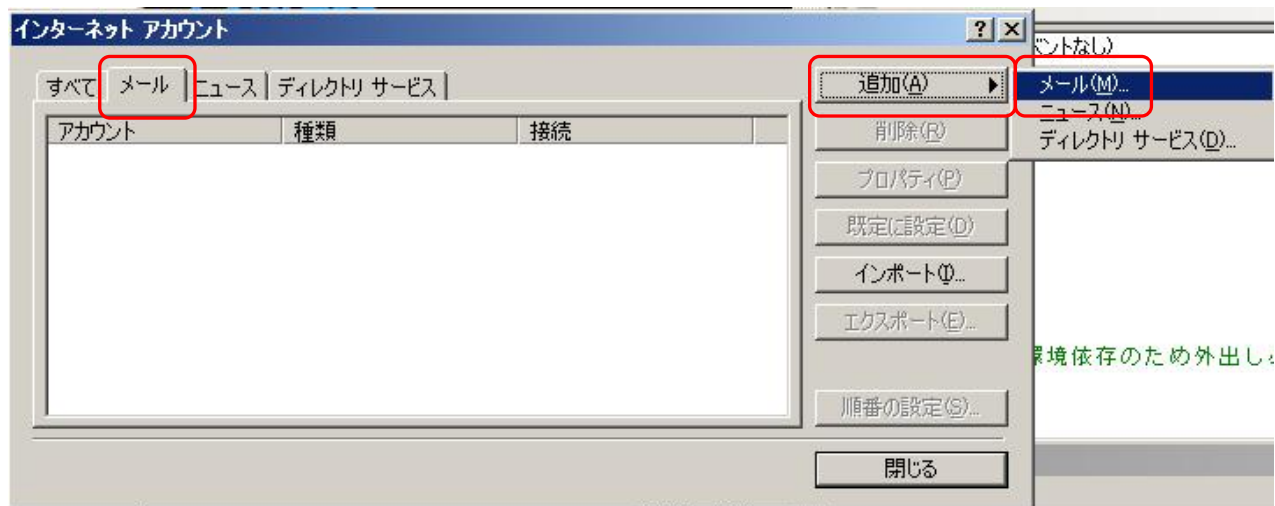 インターネット アカウント
?
×
ベントなし)
すべて メール ニュース ディレクトリ サービス
追加(A)
メール(M)...
ニュース(N)...
ディレクトリ サービス(D)...
アカウント 種類 接続
削除(R)
プロパティ(P)
既定に設定(D)
インポート(I)...
エクスポート(E)...
環境依存のため外出し
順番の設定(S)...
閉じる